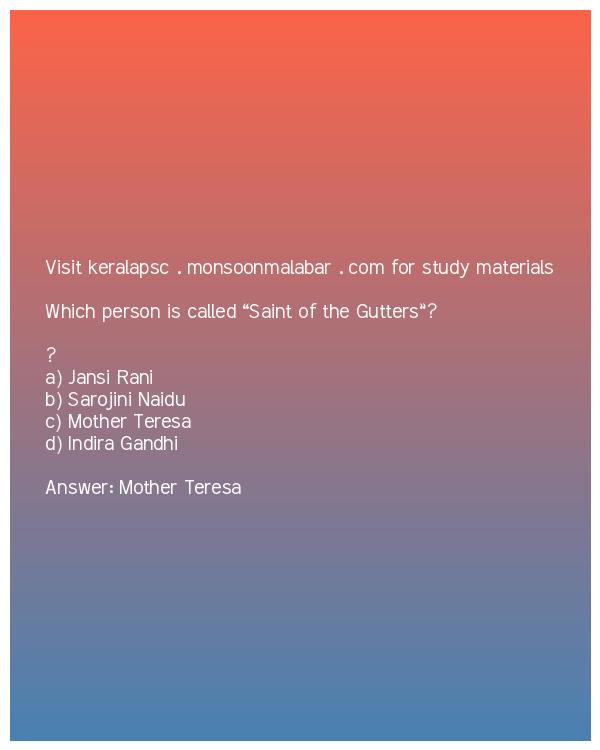 Visit keralapsc . monsoonmalabar . com for study materials
Which person is called “Saint of the Gutters”?
?
a) Jansi Rani
b) Sarojini Naidu
c) Mother Teresa
d) Indira Gandhi
Answer: Mother Teresa